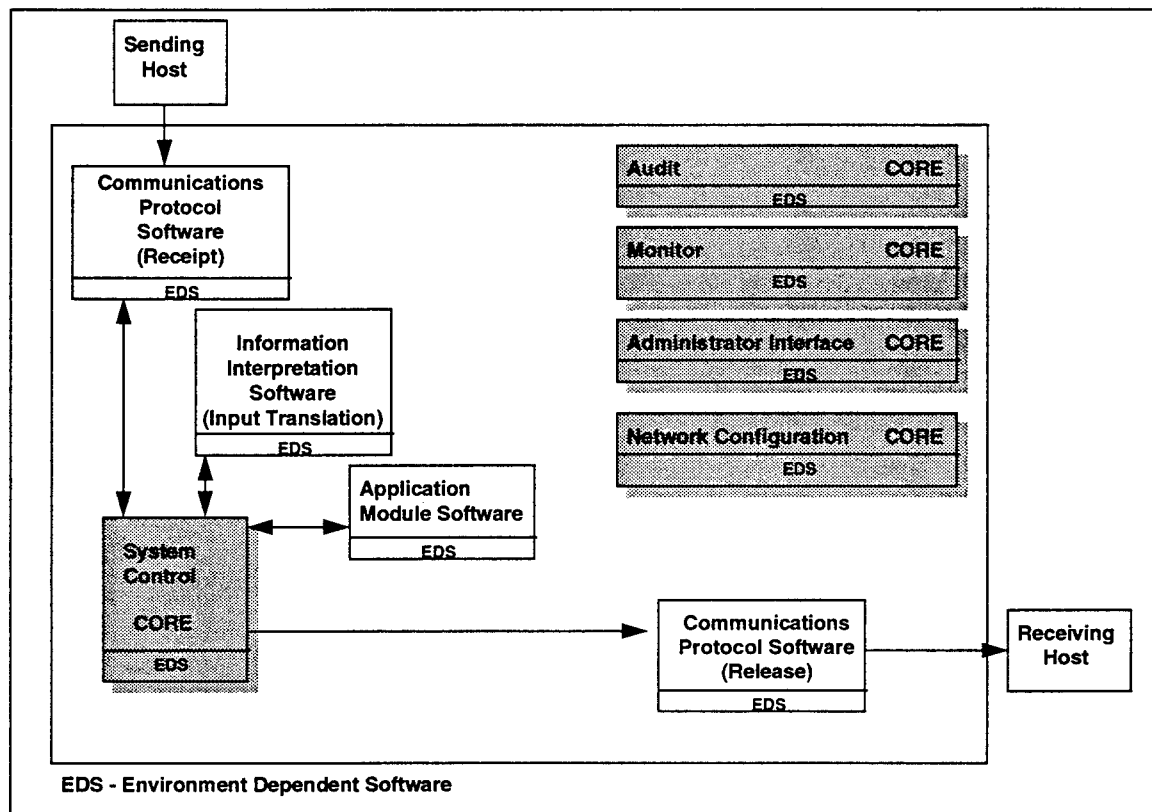 Sending
Host
Communications
Protocol
Software
(Receipt)
EDS
Audit CORE
EDS
Monitor CORE
EDS
Administrator Interface CORE
EDS
Network Configuration CORE
EDS
Information
Interpretation
Software
(Input Translation)
EDS
Application
Module Software
EDS
System
Control
CORE
EDS
Communications
Protocol Software
(Release)
EDS
Receiving
Host
EDS - Environment Dependent Software